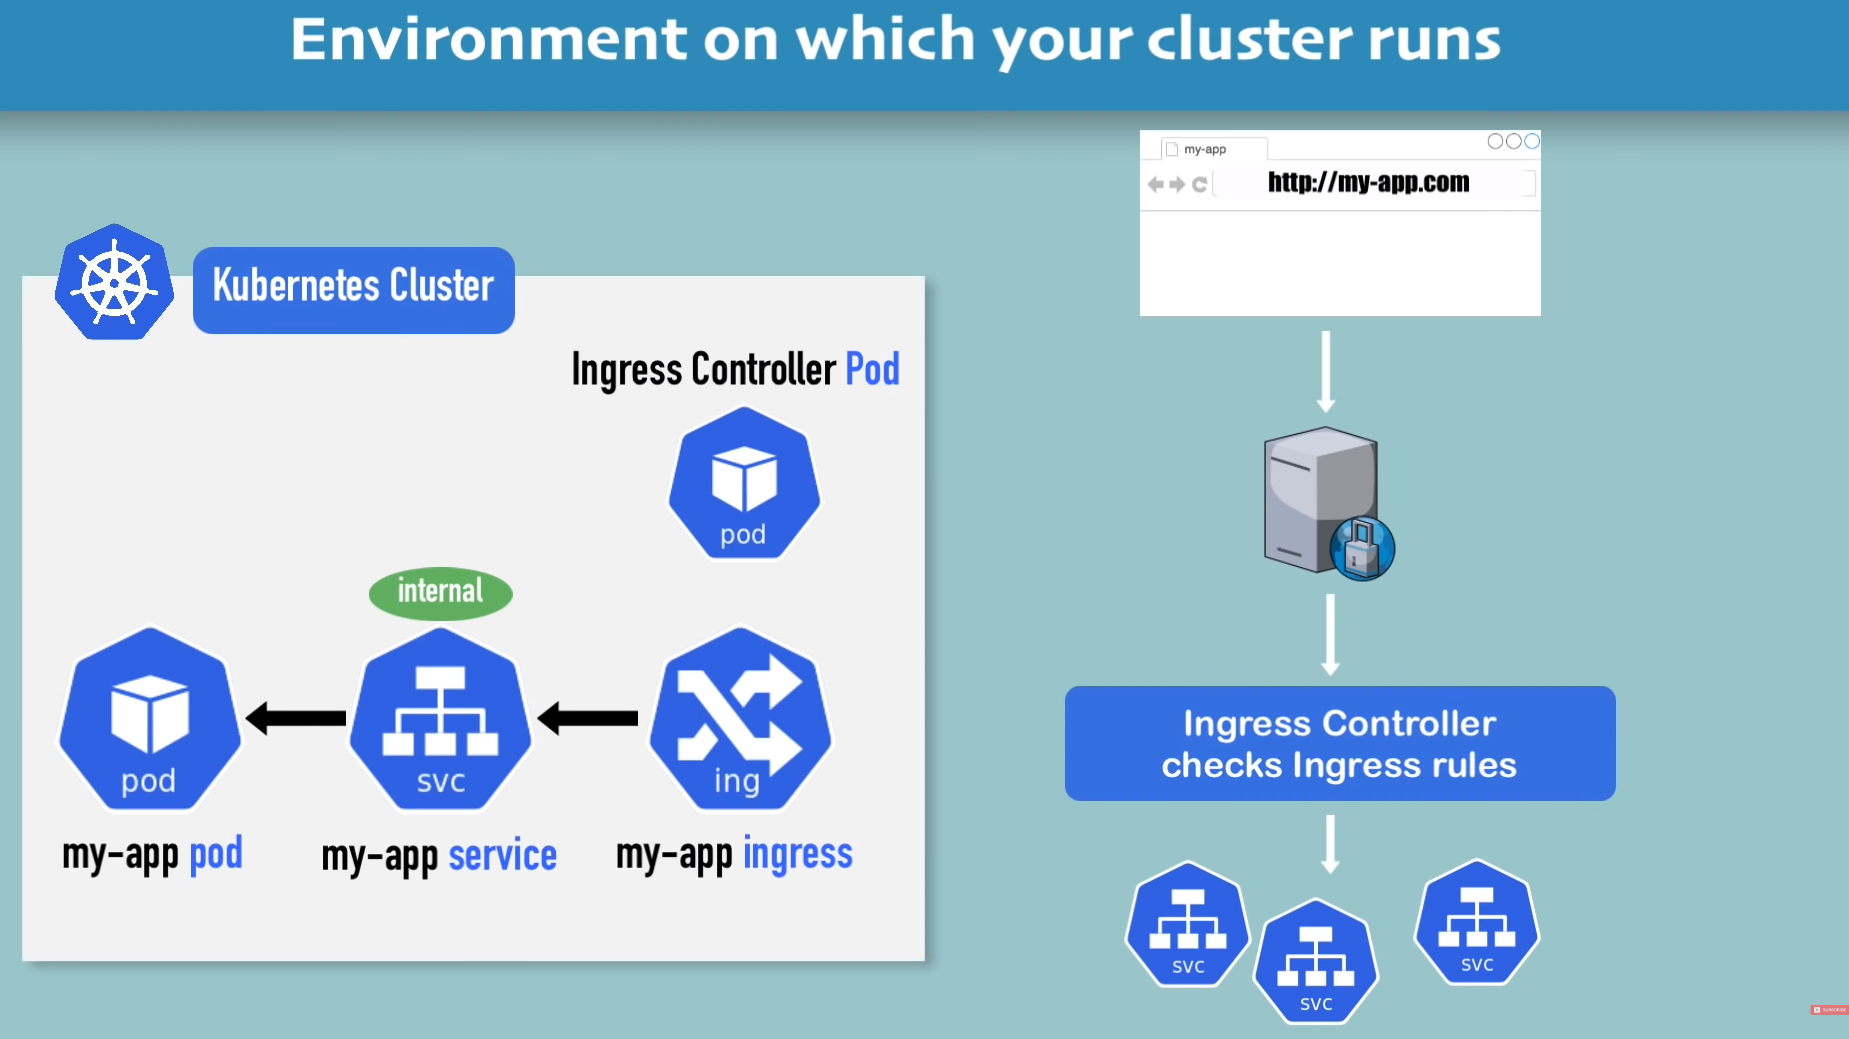 Environment on which your cluster runs
my-app
http://my-app.com
Kubernetes Cluster
Ingress Controller Pod
pod
internal
pod
svc
ing
my-app pod
my-app service
my-app ingress
Ingress Controller
checks Ingress rules
svc
svc
svc
SUBSCRIBE